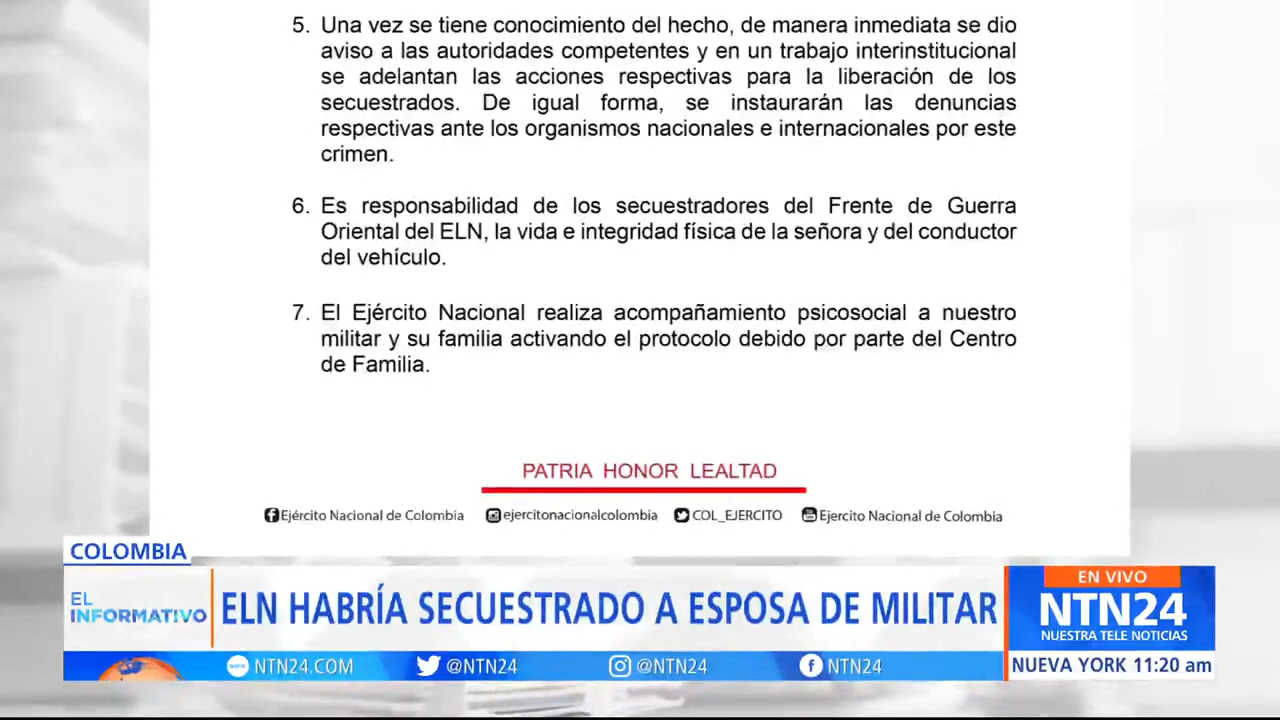 5. Una vez se tiene conocimiento del hecho, de manera inmediata se dio
aviso a las autoridades competentes y en un trabajo interinstitucional
se adelantan las acciones respectivas para la liberación de los
secuestrados. De igual forma, se instaurarán las denuncias
respectivas ante los organismos nacionales e internacionales por este
crimen.
6. Es responsabilidad de los secuestradores del Frente de Guerra
Oriental del ELN, la vida e integridad física de la señora y del conductor
del vehículo.
7. El Ejército Nacional realiza acompañamiento psicosocial a nuestro
militar y su familia activando el protocolo debido por parte del Centro
de Familia.
PATRIA HONOR LEALTAD
Ejército Nacional de Colombia ejercitonacionalcolombia COL_EJERCITO Ejercito Nacional de Colombia
COLOMBIA
EL INFORMATIVO
ELN HABRÍA SECUESTRADO A ESPOSA DE MILITAR
EN VIVO
NTN24
NUESTRA TELE NOTICIAS
NTN24.COM @NTN24 @NTN24 NTN24
NUEVA YORK 11:20 am